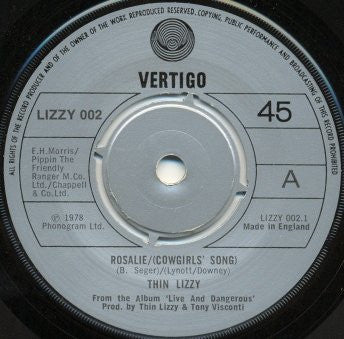 ALL RIGHTS OF THE RECORD PRODUCER AND OF THE OWNER OF THE WORK REPRODUCED RESERVED. COPYING, PUBLIC PERFORMANCE AND BROADCASTING OF THIS RECORD PROHIBITED
VERTIGO
LIZZY 002
45
E.H.Morris/
Pippin The
Friendly
Ranger M.Co.
Ltd./Chappell
& Co.Ltd.
A
℗ 1978
Phonogram Ltd.
LIZZY 002.1
Made in England
ROSALIE/(COWGIRLS' SONG)
(B. Seger)/(Lynott/Downey)
THIN LIZZY
From the Album 'Live And Dangerous'
Prod. by Thin Lizzy & Tony Visconti